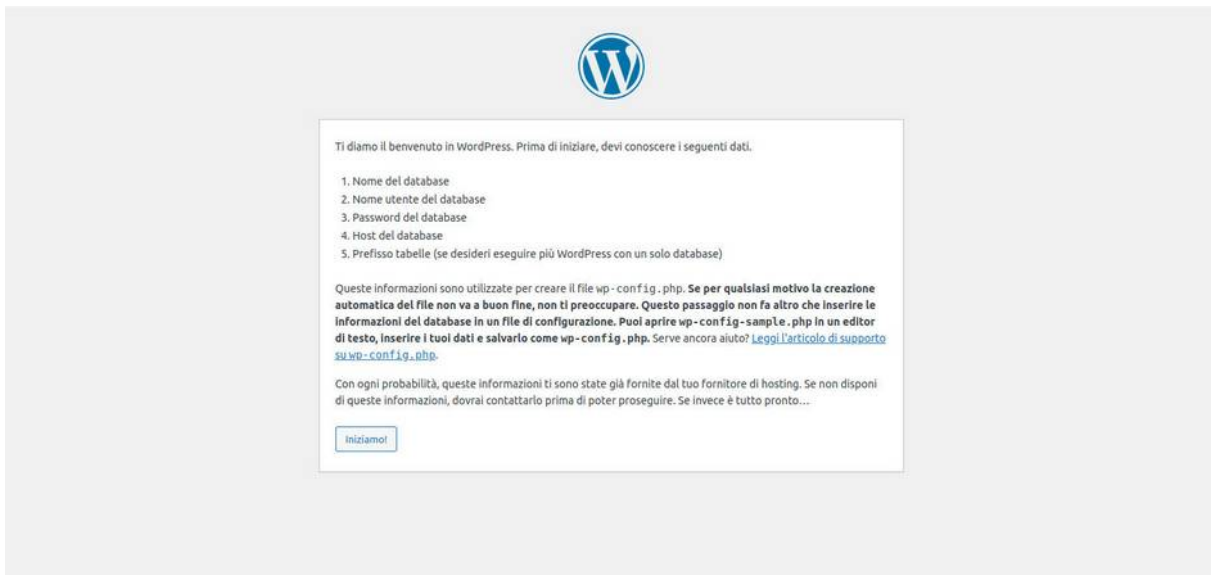 Ti diamo il benvenuto in WordPress. Prima di iniziare, devi conoscere i seguenti dati.
1. Nome del database
2. Nome utente del database
3. Password del database
4. Host del database
5. Prefisso tabelle (se desideri eseguire più WordPress con un solo database)
Queste informazioni sono utilizzate per creare il file wp-config.php. Se per qualsiasi motivo la creazione
automatica del file non va a buon fine, non ti preoccupare. Questo passaggio non fa altro che inserire le
informazioni del database in un file di configurazione. Puoi aprire wp-config-sample.php in un editor
di testo, inserire i tuoi dati e salvarlo come wp-config.php. Serve ancora aiuto? Leggi l'articolo di supporto
su wp-config.php.
Con ogni probabilità, queste informazioni ti sono state già fornite dal tuo fornitore di hosting. Se non disponi
di queste informazioni, dovrai contattarlo prima di poter proseguire. Se invece è tutto pronto…
Iniziamo!